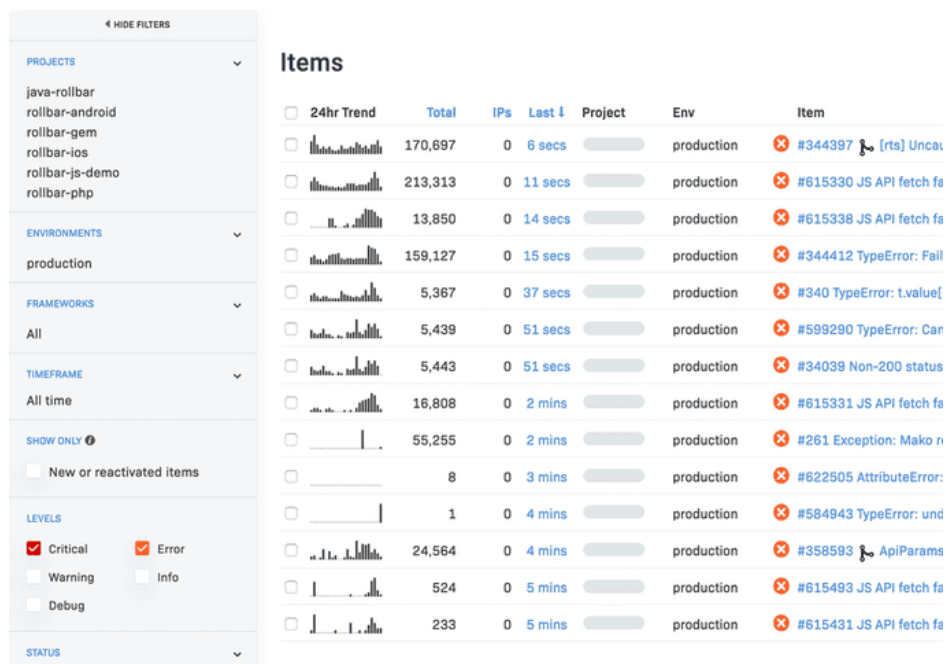 HIDE FILTERS
PROJECTS
java-rollbar
rollbar-android
rollbar-gem
rollbar-ios
rollbar-js-demo
rollbar-php
ENVIRONMENTS
production
FRAMEWORKS
All
TIMEFRAME
All time
SHOW ONLY
New or reactivated items
LEVELS
Critical Error
Warning Info
Debug
STATUS
Items
24hr Trend Total IPs Last ↓ Project Env Item
170,697 0 6 secs production #344397 [rts] Uncau
213,313 0 11 secs production #615330 JS API fetch fa
13,850 0 14 secs production #615338 JS API fetch fa
159,127 0 15 secs production #344412 TypeError: Fail
5,367 0 37 secs production #340 TypeError: t.value[
5,439 0 51 secs production #599290 TypeError: Can
5,443 0 51 secs production #34039 Non-200 status
16,808 0 2 mins production #615331 JS API fetch fa
55,255 0 2 mins production #261 Exception: Mako re
8 0 3 mins production #622505 AttributeError:
1 0 4 mins production #584943 TypeError: und
24,564 0 4 mins production #358593 ApiParams
524 0 5 mins production #615493 JS API fetch fa
233 0 5 mins production #615431 JS API fetch fa